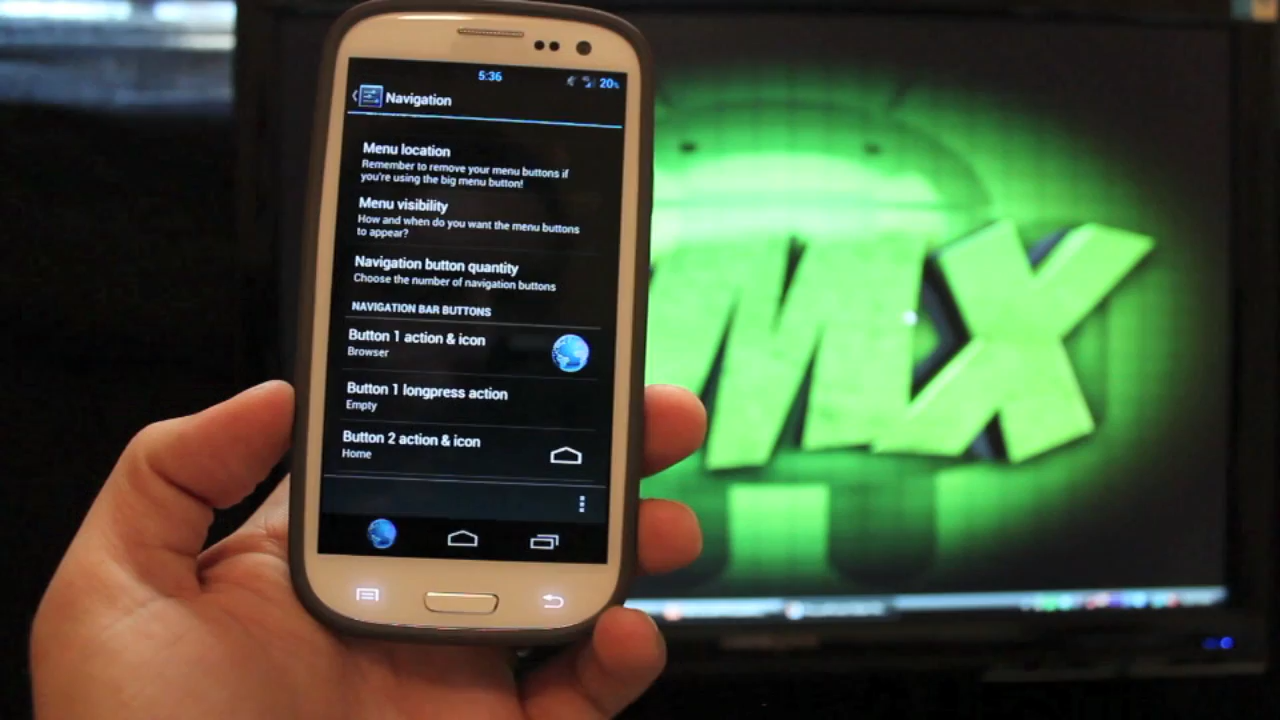 5:36
20%
Navigation
Menu location
Remember to remove your menu buttons if
you're using the big menu button!
Menu visibility
How and when do you want the menu buttons
to appear?
Navigation button quantity
Choose the number of navigation buttons
NAVIGATION BAR BUTTONS
Button 1 action & icon
Browser
Button 1 longpress action
Empty
Button 2 action & icon
Home
MX